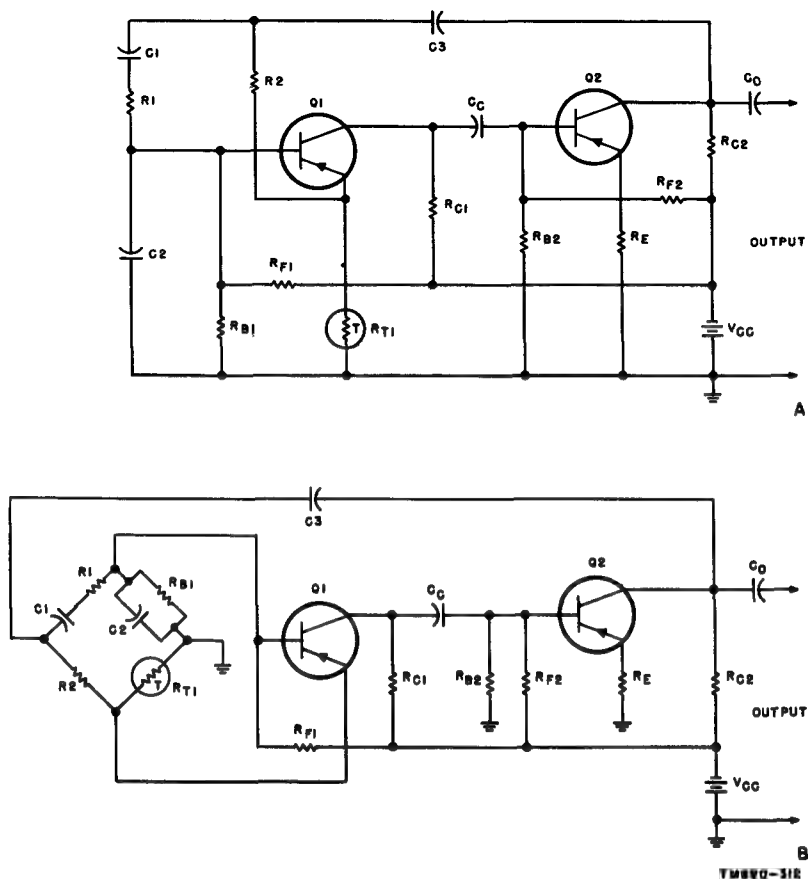 C3
C1
R1
R2
Q1
Q2
CC
CO
RC2
RF2
RC1
C2
RB2
RE
OUTPUT
RF1
RB1
T
RT1
VCC
A
C3
R1
RB1
C1
C2
Q1
CC
Q2
CO
R2
T
RT1
RC1
RB2
RF2
RE
RC2
RF1
OUTPUT
VCC
B
TM690-312